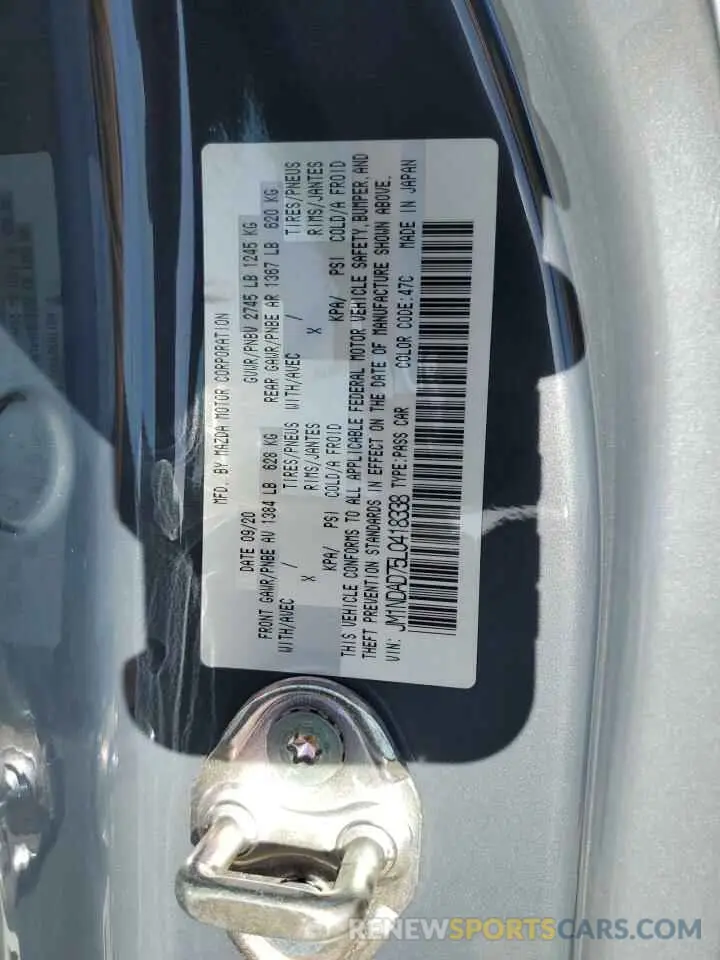 MFD. BY MAZDA MOTOR CORPORATION
DATE 09/20 GVWR/PNBV 2745 LB 1245 KG
FRONT GAWR/PNBE AV 1384 LB 628 KG REAR GAWR/PNBE AR 1367 LB 620 KG
WITH/AVEC TIRES/PNEUS WITH/AVEC TIRES/PNEUS
/ X RIMS/JANTES / X RIMS/JANTES
KPA/ PSI COLD/A FROID KPA/ PSI COLD/A FROID
THIS VEHICLE CONFORMS TO ALL APPLICABLE FEDERAL MOTOR VEHICLE SAFETY, BUMPER, AND
THEFT PREVENTION STANDARDS IN EFFECT ON THE DATE OF MANUFACTURE SHOWN ABOVE.
VIN: JM1NDAD75L0418338 TYPE:PASS CAR COLOR CODE:47C MADE IN JAPAN
RENEWSPORTSCARS.COM